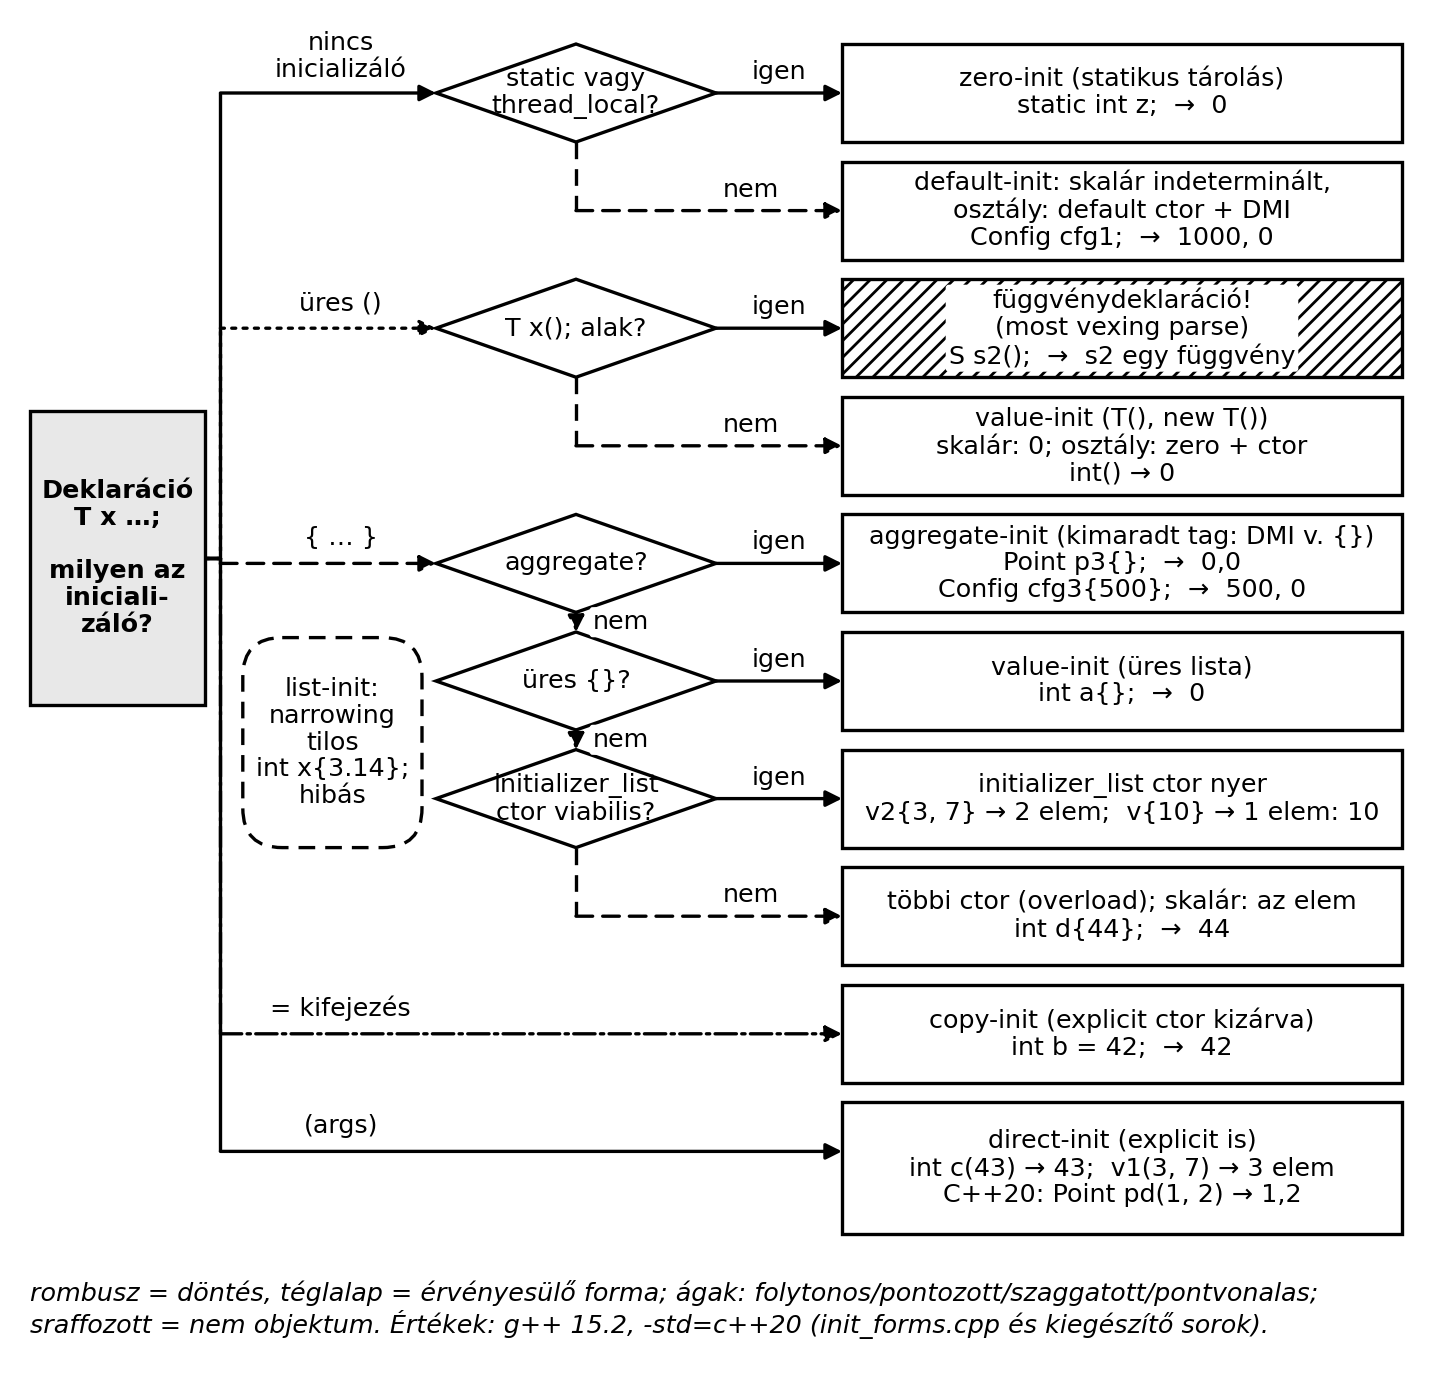 nincs
inicializáló
static vagy
thread_local?
igen
zero-init (statikus tárolás)
static int z;  →  0
nem
default-init: skalár indeterminált,
osztály: default ctor + DMI
Config cfg1;  →  1000, 0
üres ()
T x(); alak?
igen
függvénydeklaráció!
(most vexing parse)
S s2();  →  s2 egy függvény
nem
value-init (T(), new T())
skalár: 0; osztály: zero + ctor
int() → 0
Deklaráció
T x …;
milyen az
iniciali-
záló?
{ … }
aggregate?
igen
aggregate-init (kimaradt tag: DMI v. {})
Point p3{};  →  0,0
Config cfg3{500};  →  500, 0
nem
üres {}?
igen
value-init (üres lista)
int a{};  →  0
list-init:
narrowing
tilos
int x{3.14};
hibás
nem
initializer_list
ctor viabilis?
igen
initializer_list ctor nyer
v2{3, 7} → 2 elem;  v{10} → 1 elem: 10
nem
többi ctor (overload); skalár: az elem
int d{44};  →  44
= kifejezés
copy-init (explicit ctor kizárva)
int b = 42;  →  42
(args)
direct-init (explicit is)
int c(43) → 43;  v1(3, 7) → 3 elem
C++20: Point pd(1, 2) → 1,2
rombusz = döntés, téglalap = érvényesülő forma; ágak: folytonos/pontozott/szaggatott/pontvonalas;
sraffozott = nem objektum. Értékek: g++ 15.2, -std=c++20 (init_forms.cpp és kiegészítő sorok).